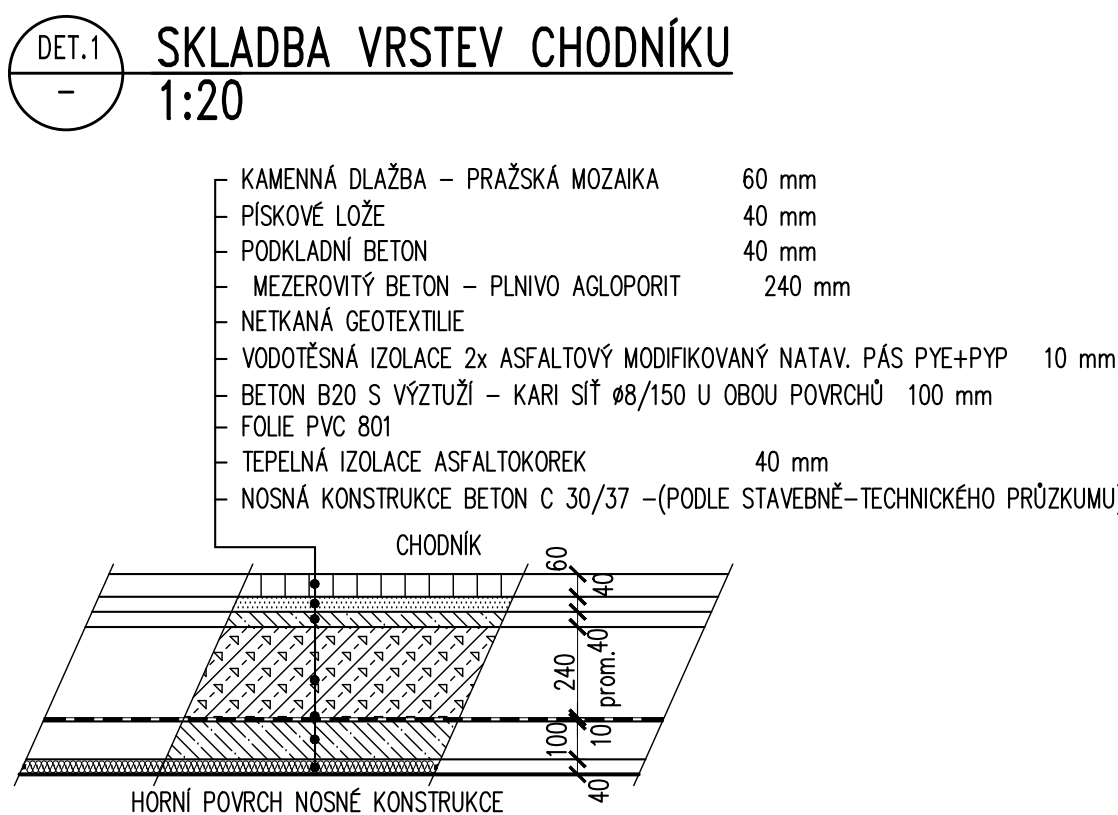 DET.1
–
SKLADBA VRSTEV CHODNÍKU
1:20
KAMENNÁ DLAŽBA – PRAŽSKÁ MOZAIKA 60 mm
PÍSKOVÉ LOŽE 40 mm
PODKLADNÍ BETON 40 mm
MEZEROVITÝ BETON – PLNIVO AGLOPORIT 240 mm
NETKANÁ GEOTEXTILIE
VODOTĚSNÁ IZOLACE 2x ASFALTOVÝ MODIFIKOVANÝ NATAV. PÁS PYE+PYP 10 mm
BETON B20 S VÝZTUŽÍ – KARI SÍŤ ø8/150 U OBOU POVRCHŮ 100 mm
FOLIE PVC 801
TEPELNÁ IZOLACE ASFALTOKOREK 40 mm
NOSNÁ KONSTRUKCE BETON C 30/37 –(PODLE STAVEBNĚ–TECHNICKÉHO PRŮZKUMU)
CHODNÍK
60
40
40
240
prom.
10
100
40
HORNÍ POVRCH NOSNÉ KONSTRUKCE